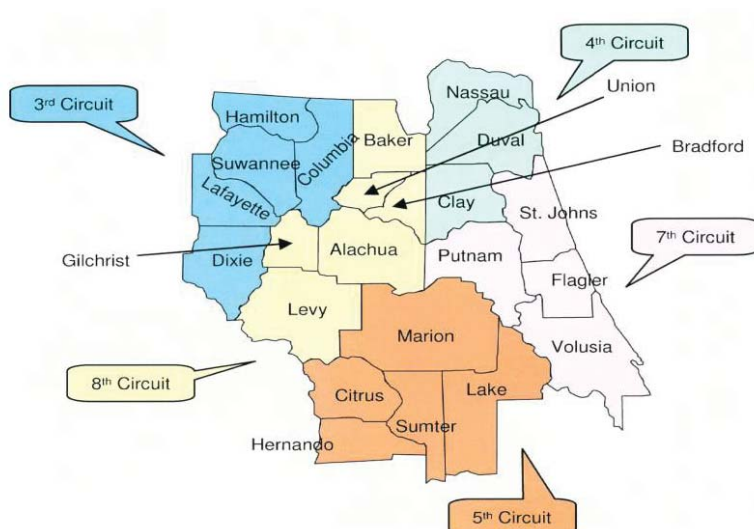 4th Circuit
Nassau
Union
3rd Circuit
Hamilton
Baker
Duval
Columbia
Bradford
Suwannee
Lafayette
Clay
St. Johns
7th Circuit
Gilchrist
Dixie
Alachua
Putnam
Flagler
Levy
Marion
Volusia
8th Circuit
Citrus
Lake
Sumter
Hernando
5th Circuit